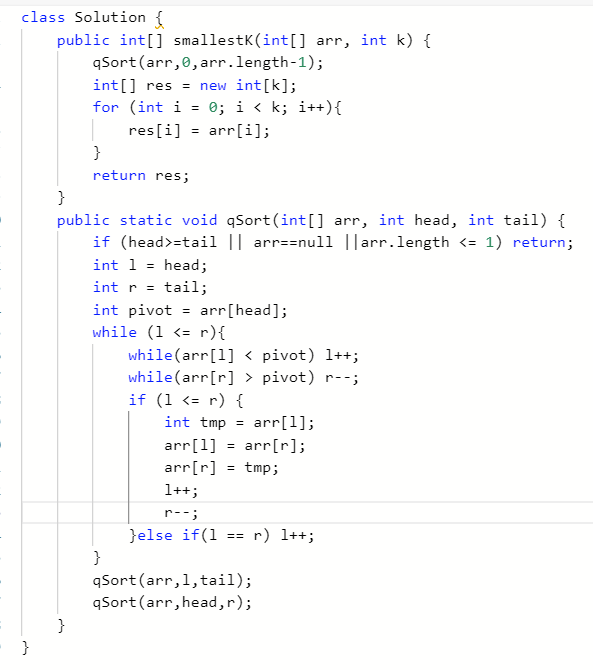 class Solution {
    public int[] smallestK(int[] arr, int k) {
        qSort(arr,0,arr.length-1);
        int[] res = new int[k];
        for (int i = 0; i < k; i++){
            res[i] = arr[i];
        }
        return res;
    }
    public static void qSort(int[] arr, int head, int tail) {
        if (head>=tail || arr==null ||arr.length <= 1) return;
        int l = head;
        int r = tail;
        int pivot = arr[head];
        while (l <= r){
            while(arr[l] < pivot) l++;
            while(arr[r] > pivot) r--;
            if (l <= r) {
                int tmp = arr[l];
                arr[l] = arr[r];
                arr[r] = tmp;
                l++;
                r--;
            }else if(l == r) l++;
        }
        qSort(arr,l,tail);
        qSort(arr,head,r);
    }
}